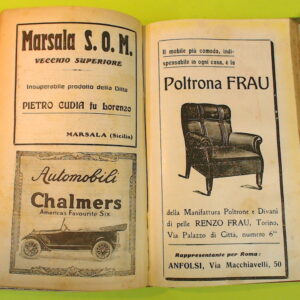 Marsala S. O. M.
VECCHIO SUPERIORE
Insuperabile prodotto della Ditta
PIETRO CUDIA fu Lorenzo
MARSALA (Sicilia)
Automobili
Chalmers
America's Favourite Six
Il mobile più comodo, indi-
spensabile in ogni casa, è la
Poltrona FRAU
della Manifattura Poltrone e Divani
di pelle RENZO FRAU, Torino,
Via Palazzo di Città, numero 6
Rappresentante per Roma:
ANFOLSI, Via Macchiavelli, 50